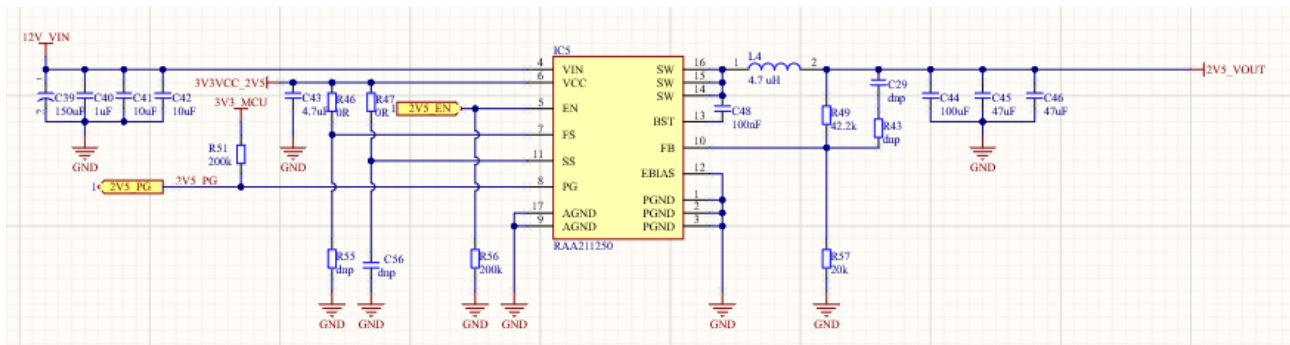 12V_VIN
C39
150uF
C40
1uF
C41
10uF
C42
10uF
3V3VCC_2V5
3V3_MCU
C43
4.7uF
R46
0R
R47
0R
2V5_EN
R51
200k
GND
GND
1
2V5_PG
2V5_PG
R55
dnp
C56
dnp
R56
200k
GND
GND
GND
GND
IC5
4
VIN
6
VCC
5
EN
7
FS
11
SS
8
PG
17
AGND
9
AGND
RAA211250
SW
16
SW
15
SW
14
BST
13
FB
10
EBIAS
12
PGND
1
PGND
2
PGND
3
1
L4
2
4.7 uH
C48
100nF
R49
42.2k
C29
dnp
R43
dnp
C44
100uF
C45
47uF
C46
47uF
2V5_VOUT
GND
R57
20k
GND
GND